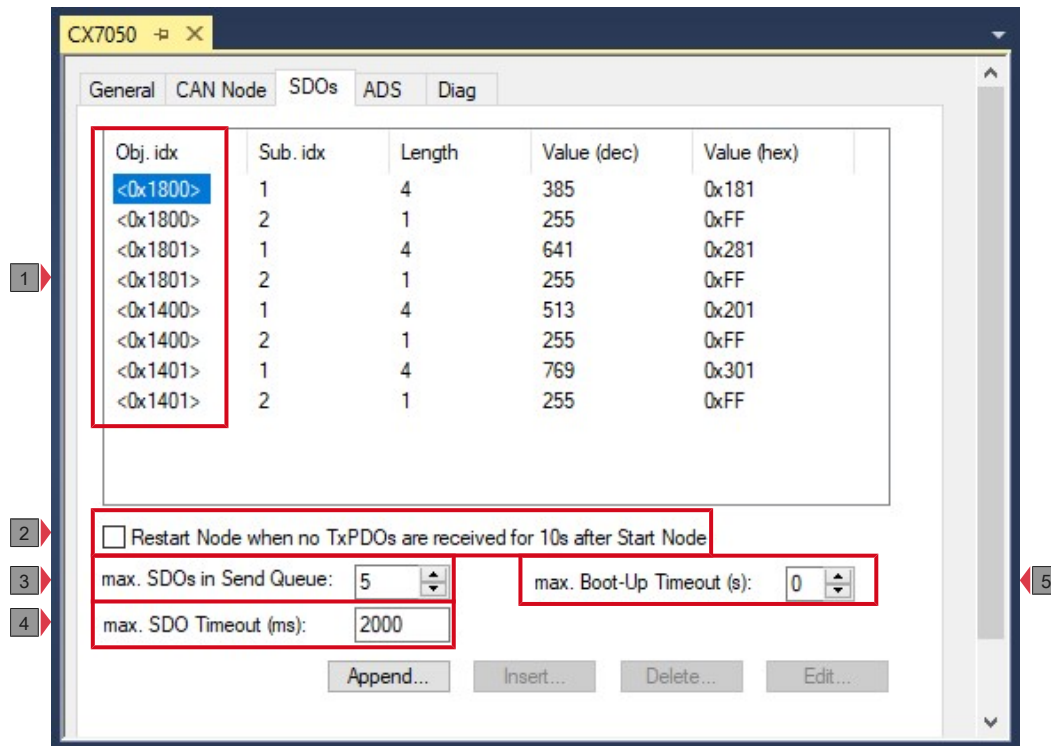 CX7050
General CAN Node SDOs ADS Diag
Obj. idx Sub. idx Length Value (dec) Value (hex)
<0x1800> 1 4 385 0x181
<0x1800> 2 1 255 0xFF
<0x1801> 1 4 641 0x281
1
<0x1801> 2 1 255 0xFF
<0x1400> 1 4 513 0x201
<0x1400> 2 1 255 0xFF
<0x1401> 1 4 769 0x301
<0x1401> 2 1 255 0xFF
2 Restart Node when no TxPDOs are received for 10s after Start Node
3 max. SDOs in Send Queue: 5 max. Boot-Up Timeout (s): 0 5
4 max. SDO Timeout (ms): 2000
Append... Insert... Delete... Edit...